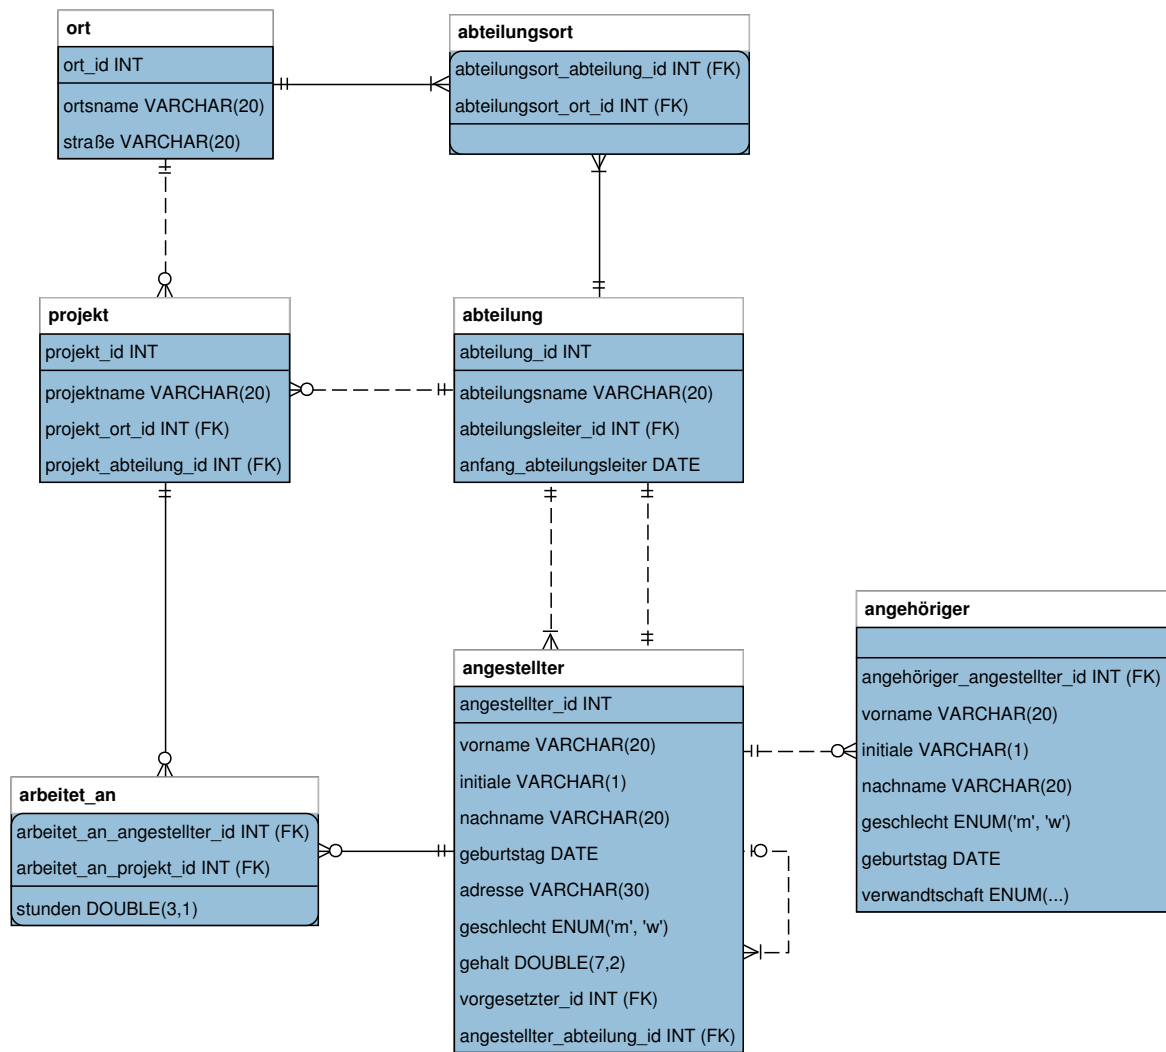 ort
ort_id INT
ortsname VARCHAR(20)
straße VARCHAR(20)
abteilungsort
abteilungsort_abteilung_id INT (FK)
abteilungsort_ort_id INT (FK)
projekt
projekt_id INT
projektname VARCHAR(20)
projekt_ort_id INT (FK)
projekt_abteilung_id INT (FK)
abteilung
abteilung_id INT
abteilungsname VARCHAR(20)
abteilungsleiter_id INT (FK)
anfang_abteilungsleiter DATE
angehöriger
angehöriger_angestellter_id INT (FK)
vorname VARCHAR(20)
initiale VARCHAR(1)
nachname VARCHAR(20)
geschlecht ENUM('m', 'w')
geburtstag DATE
verwandtschaft ENUM(...)
angestellter
angestellter_id INT
vorname VARCHAR(20)
initiale VARCHAR(1)
nachname VARCHAR(20)
geburtstag DATE
adresse VARCHAR(30)
geschlecht ENUM('m', 'w')
gehalt DOUBLE(7,2)
vorgesetzter_id INT (FK)
angestellter_abteilung_id INT (FK)
arbeitet_an
arbeitet_an_angestellter_id INT (FK)
arbeitet_an_projekt_id INT (FK)
stunden DOUBLE(3,1)